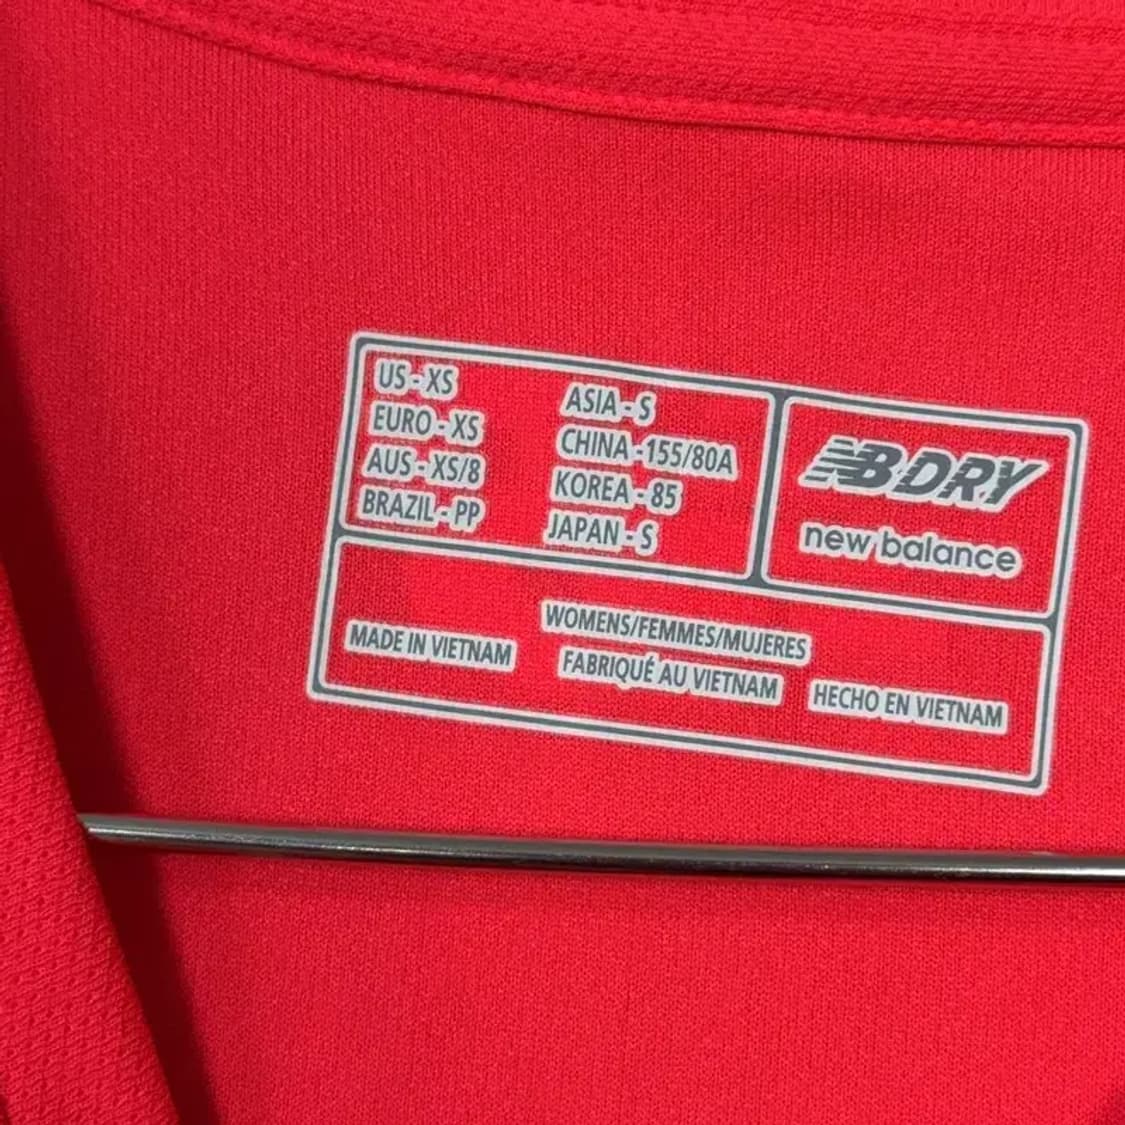 US - XS
EURO - XS
AUS - XS/8
BRAZIL - PP
ASIA - S
CHINA -155/80A
KOREA - 85
JAPAN - S
NB DRY
new balance
WOMENS/FEMMES/MUJERES
MADE IN VIETNAM
FABRIQUÉ AU VIETNAM
HECHO EN VIETNAM